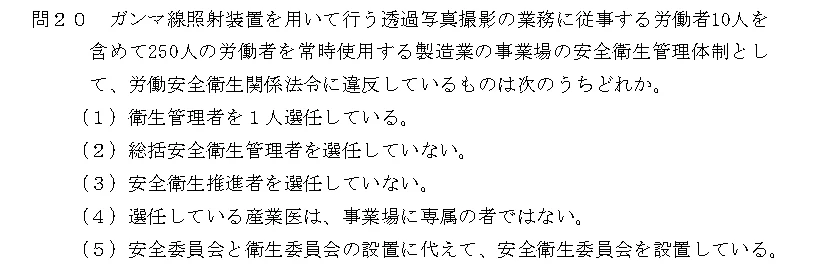 問２０　ガンマ線照射装置を用いて行う透過写真撮影の業務に従事する労働者10人を
含めて250人の労働者を常時使用する製造業の事業場の安全衛生管理体制とし
て、労働安全衛生関係法令に違反しているものは次のうちどれか。
（１）衛生管理者を１人選任している。
（２）総括安全衛生管理者を選任していない。
（３）安全衛生推進者を選任していない。
（４）選任している産業医は、事業場に専属の者ではない。
（５）安全委員会と衛生委員会の設置に代えて、安全衛生委員会を設置している。